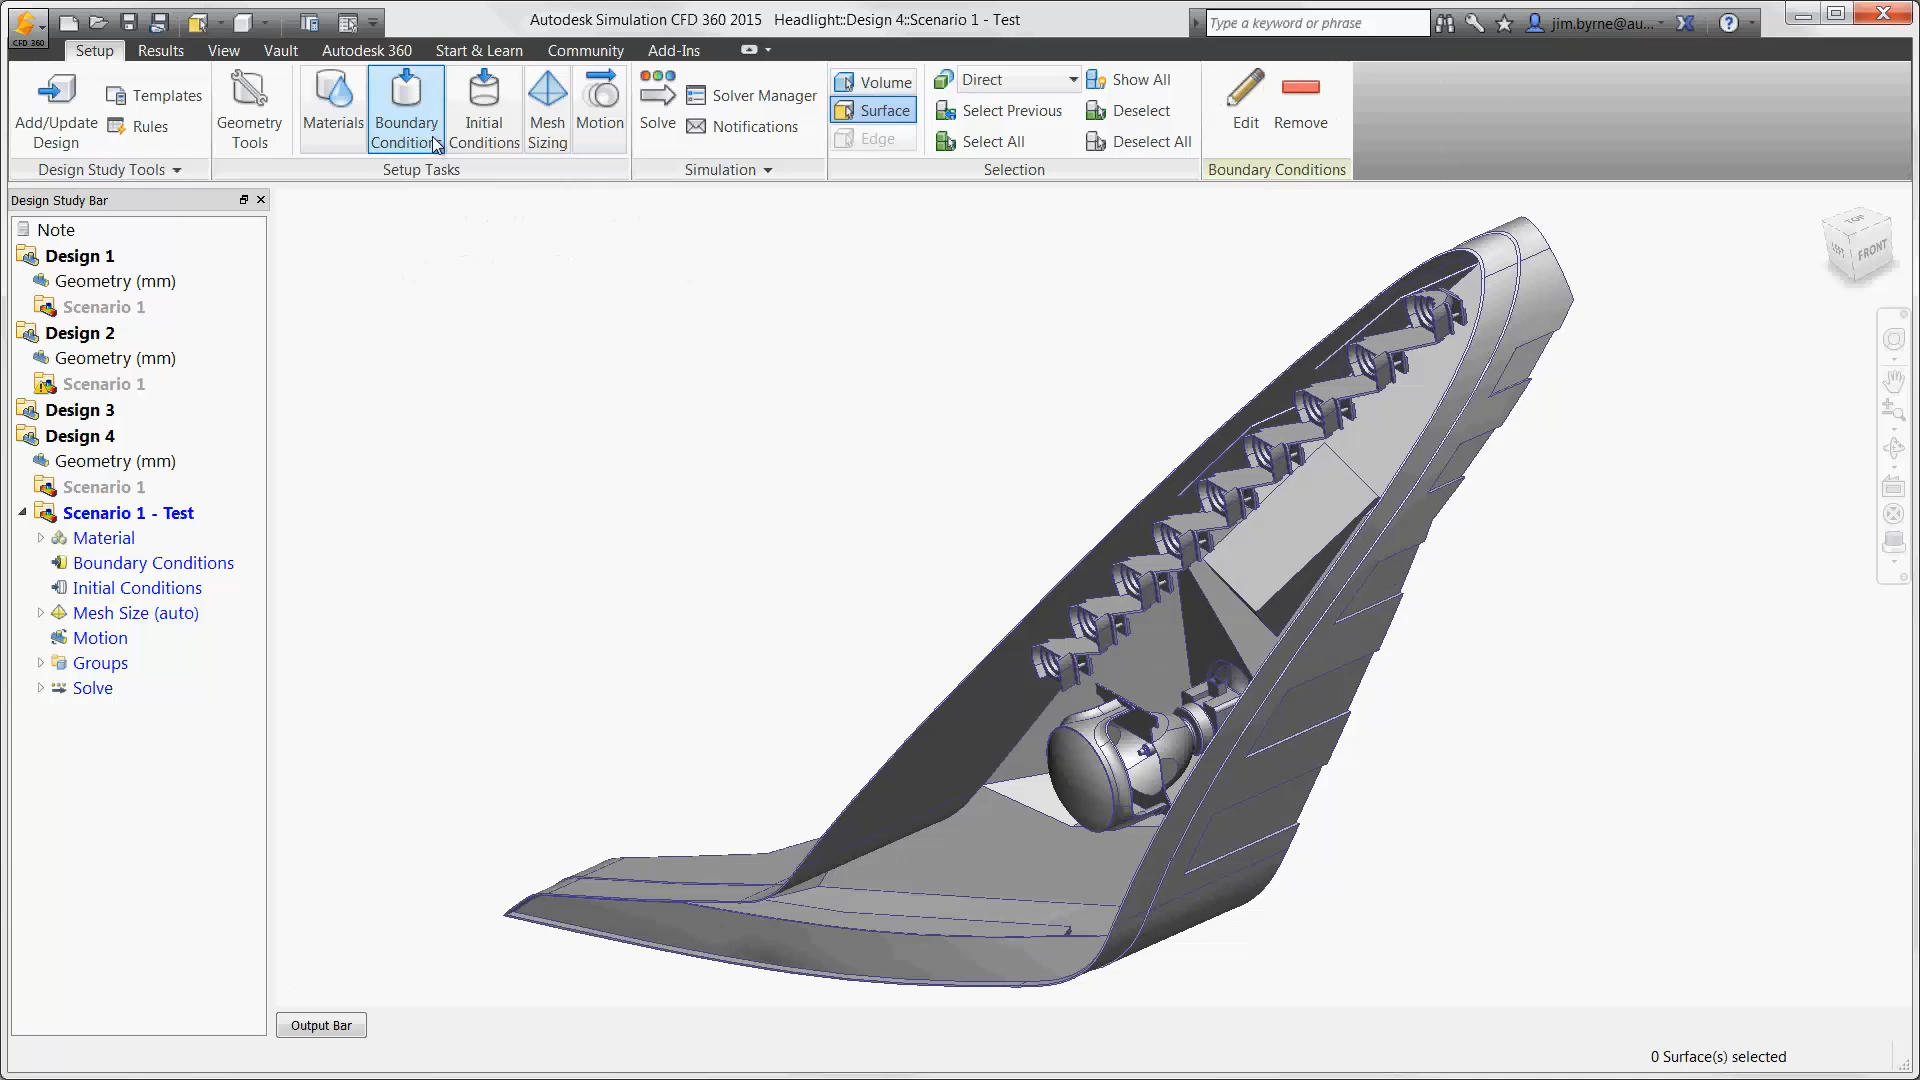 Autodesk Simulation CFD 360 2015 Headlight::Design 4::Scenario 1 - Test
Type a keyword or phrase
jim.byrne@au...
CFD 360
Setup Results View Vault Autodesk 360 Start & Learn Community Add-Ins
Add/Update Design
Templates
Rules
Design Study Tools
Geometry Tools
Materials
Boundary Conditions
Initial Conditions
Mesh Sizing
Motion
Setup Tasks
Solve
Solver Manager
Notifications
Simulation
Volume
Surface
Edge
Direct
Select Previous
Select All
Show All
Deselect
Deselect All
Selection
Edit
Remove
Boundary Conditions
Design Study Bar
Note
Design 1
Geometry (mm)
Scenario 1
Design 2
Geometry (mm)
Scenario 1
Design 3
Design 4
Geometry (mm)
Scenario 1
Scenario 1 - Test
Material
Boundary Conditions
Initial Conditions
Mesh Size (auto)
Motion
Groups
Solve
TOP
LEFT
FRONT
Output Bar
0 Surface(s) selected